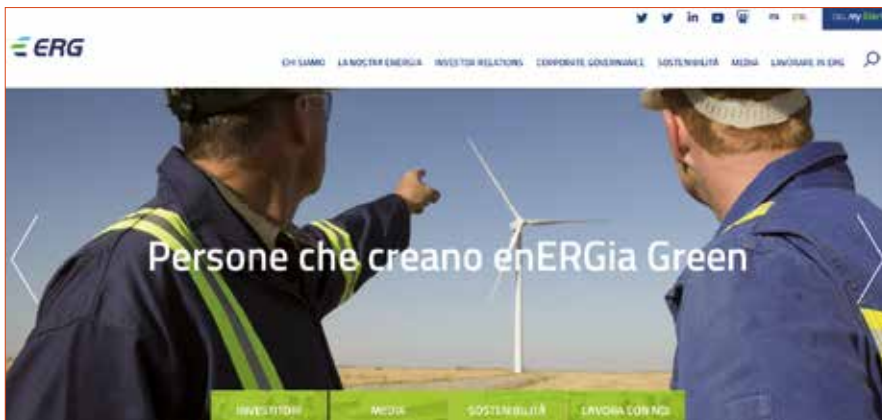 ERG
CHI SIAMO LA NOSTRA ENERGIA INVESTOR RELATIONS CORPORATE GOVERNANCE SOSTENIBILITÀ MEDIA LAVORARE IN ERG
Persone che creano enERGia Green
INVESTITORI MEDIA SOSTENIBILITÀ LAVORA CON NOI